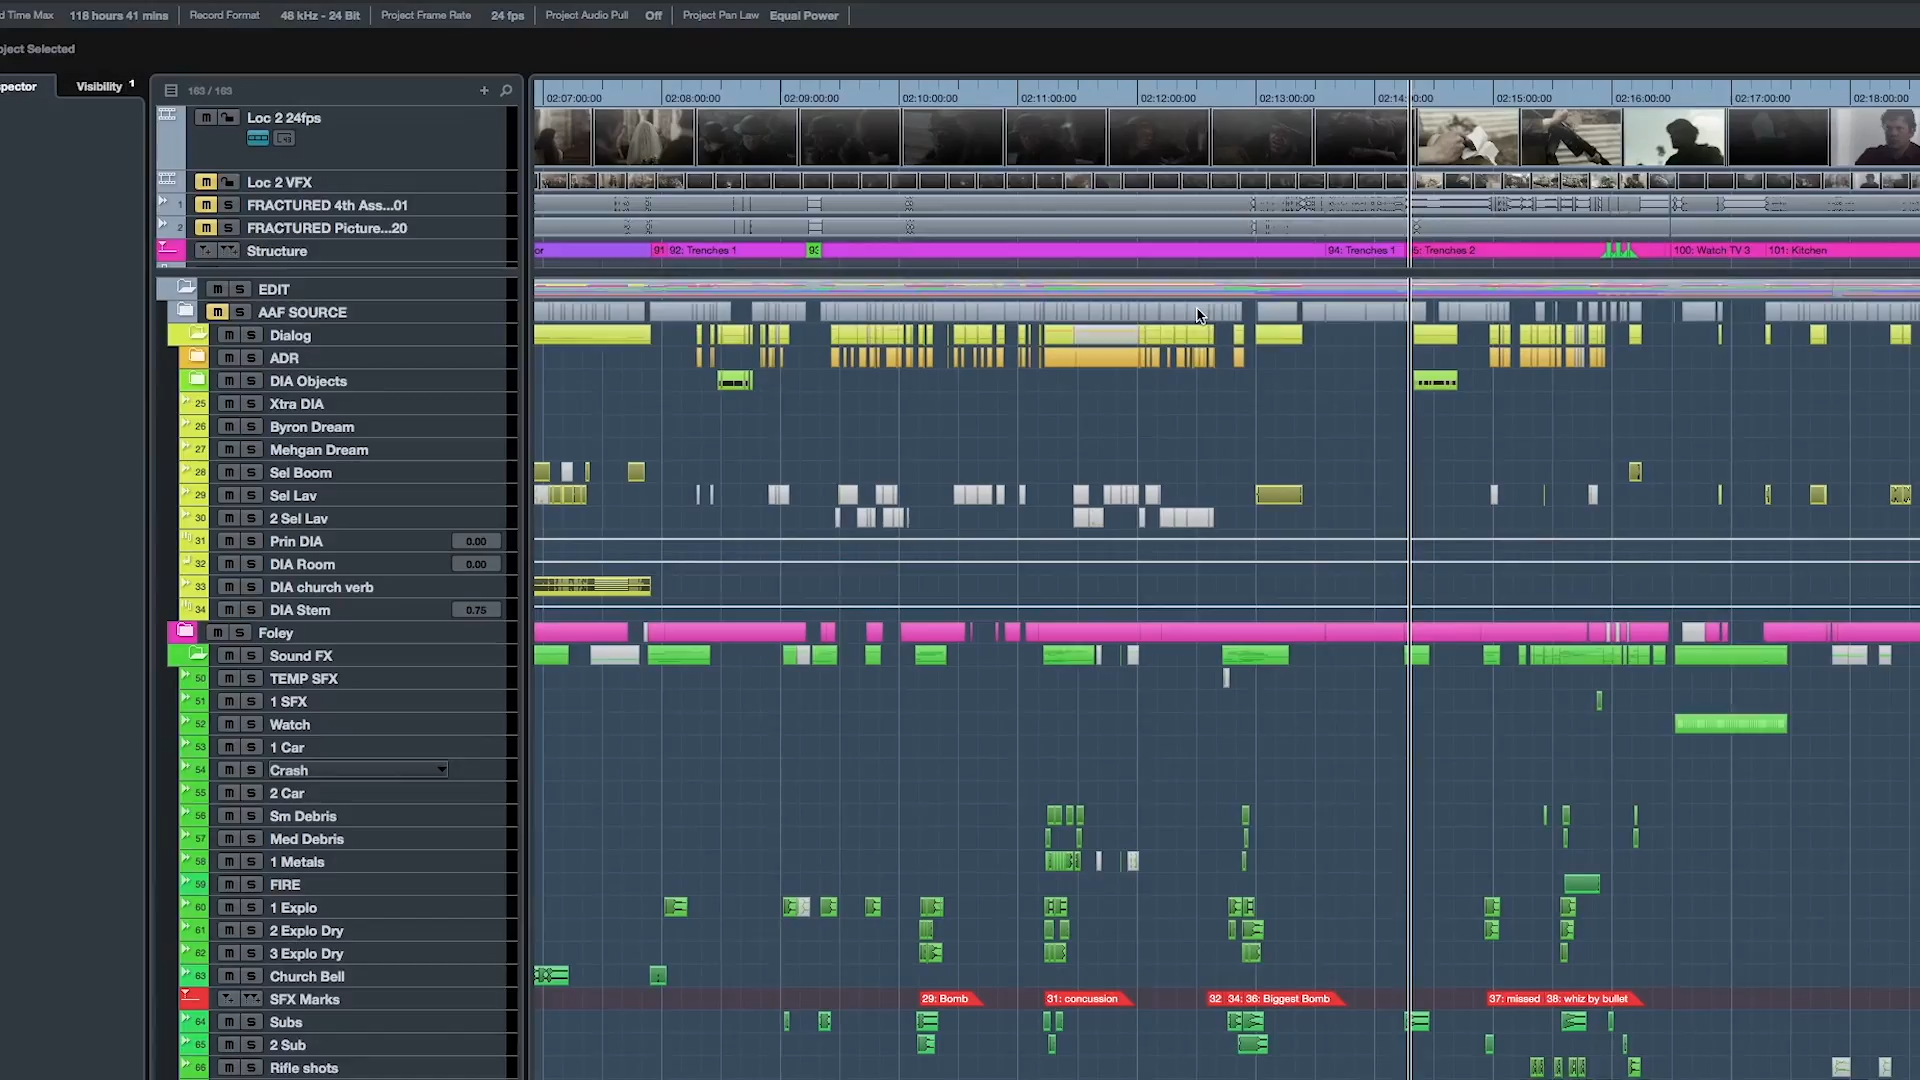 d Time Max 118 hours 41 mins Record Format 48 kHz - 24 Bit Project Frame Rate 24 fps Project Audio Pull Off Project Pan Law Equal Power
oject Selected
pector Visibility 1
163 / 163 +
02:07:00:00 02:08:00:00 02:09:00:00 02:10:00:00 02:11:00:00 02:12:00:00 02:13:00:00 02:14: 00:00 02:15:00:00 02:16:00:00 02:17:00:00 02:18:00:00
m Loc 2 24fps
m Loc 2 VFX
1 m S FRACTURED 4th Ass...01
2 m S FRACTURED Picture...20
Structure or 91 92: Trenches 1 93 94: Trenches 1 5: Trenches 2 100: Watch TV 3 101: Kitchen
m S EDIT
m S AAF SOURCE
m S Dialog
m S ADR
m S DIA Objects
25 m S Xtra DIA
26 m S Byron Dream
27 m S Mehgan Dream
28 m S Sel Boom
29 m S Sel Lav
30 m S 2 Sel Lav
31 m S Prin DIA 0.00
32 m S DIA Room 0.00
33 m S DIA church verb
34 m S DIA Stem 0.75
m S Foley
m S Sound FX
50 m S TEMP SFX
51 m S 1 SFX
52 m S Watch
53 m S 1 Car
54 m S Crash
55 m S 2 Car
56 m S Sm Debris
57 m S Med Debris
58 m S 1 Metals
59 m S FIRE
60 m S 1 Explo
61 m S 2 Explo Dry
62 m S 3 Explo Dry
63 m S Church Bell
SFX Marks 29: Bomb 31: concussion 32 34: 36: Biggest Bomb 37: missed 38: whiz by bullet
64 m S Subs
65 m S 2 Sub
66 m S Rifle shots